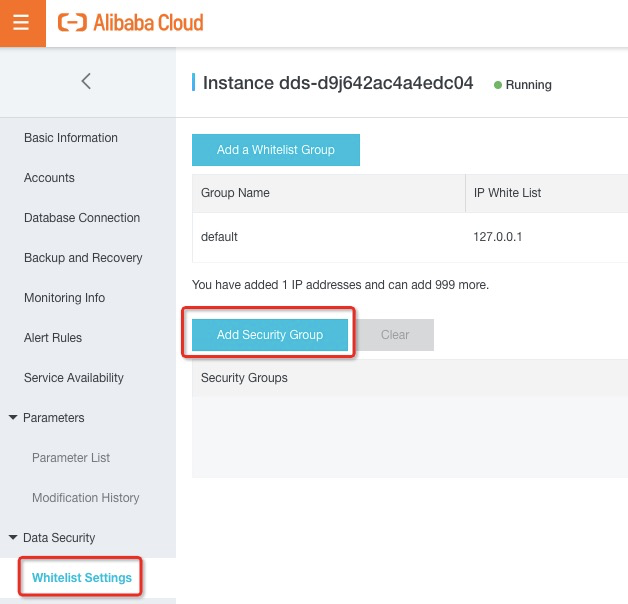 Alibaba Cloud
Instance dds-d9j642ac4a4edc04
Running
Basic Information
Accounts
Database Connection
Backup and Recovery
Monitoring Info
Alert Rules
Service Availability
Parameters
Parameter List
Modification History
Data Security
Whitelist Settings
Add a Whitelist Group
Group Name
IP White List
default
127.0.0.1
You have added 1 IP addresses and can add 999 more.
Add Security Group
Clear
Security Groups